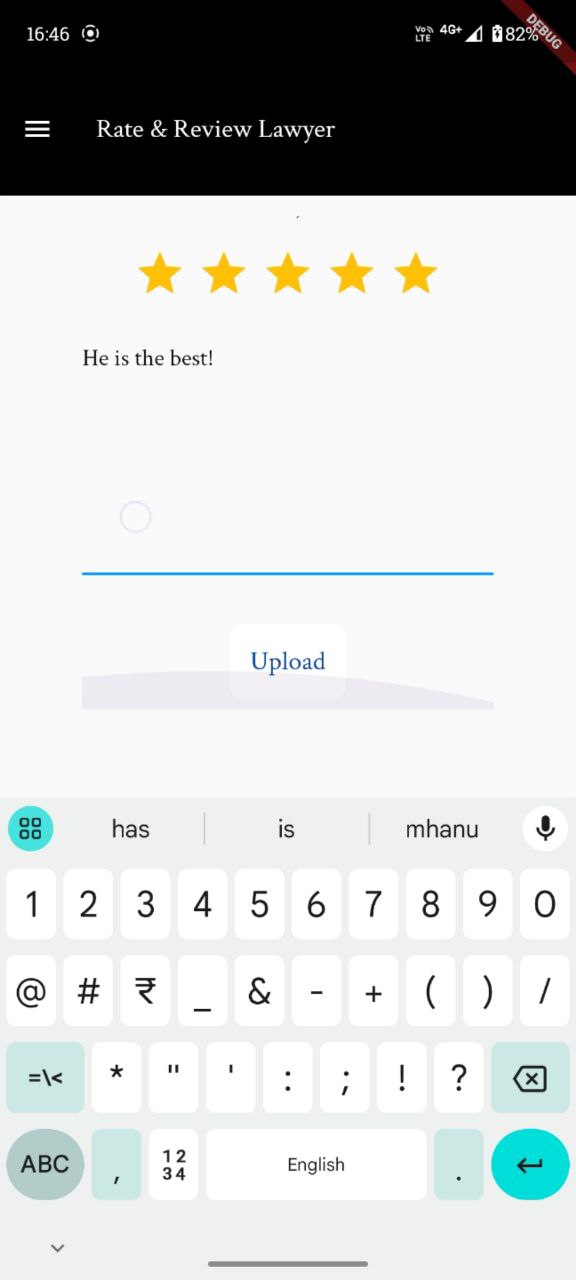 16:46 Vo LTE 4G+ 82%
DEBUG
Rate & Review Lawyer
He is the best!
Upload
has is mhanu
1 2 3 4 5 6 7 8 9 0
@ # ₹ _ & - + ( ) /
=\< * " ' : ; ! ?
ABC , 12 34 English .